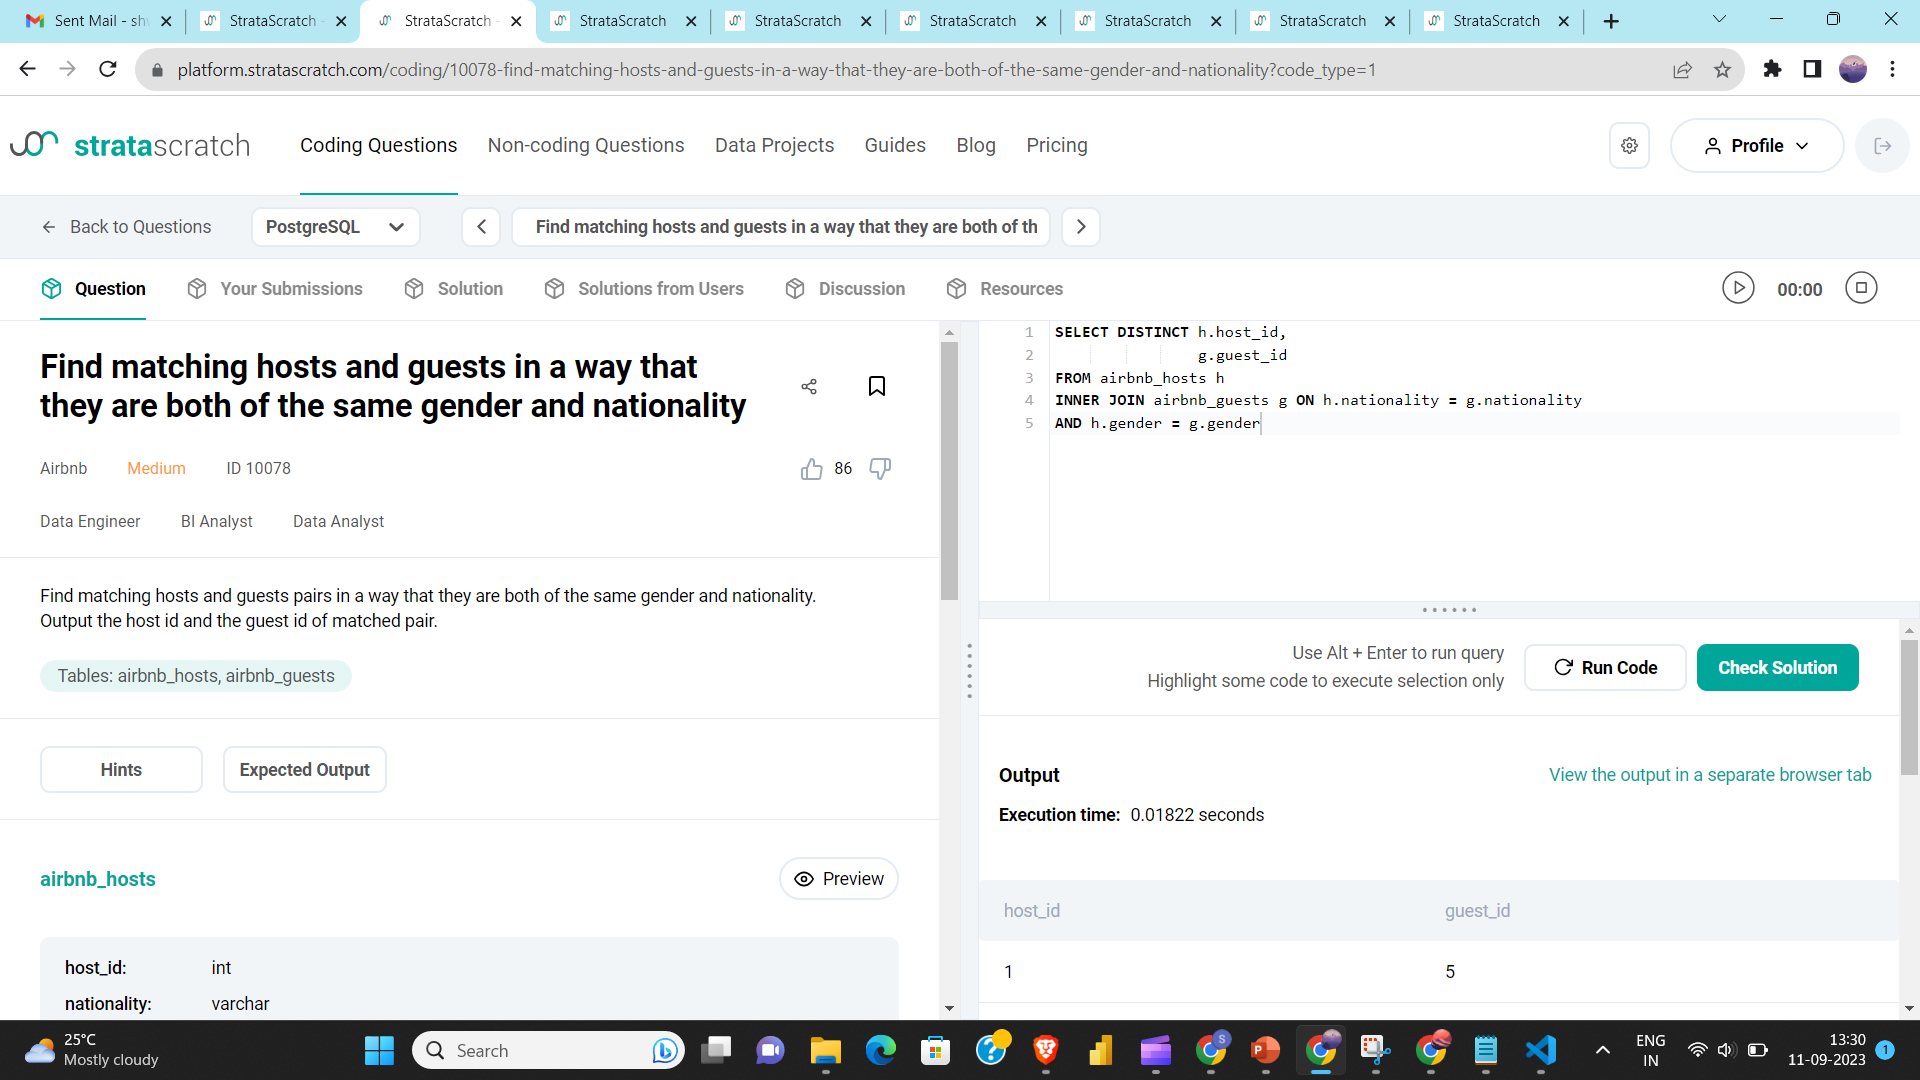 Sent Mail - shw
StrataScratch -
StrataScratch -
StrataScratch
StrataScratch
StrataScratch
StrataScratch
StrataScratch
StrataScratch
platform.stratascratch.com/coding/10078-find-matching-hosts-and-guests-in-a-way-that-they-are-both-of-the-same-gender-and-nationality?code_type=1
stratascratch
Coding Questions
Non-coding Questions
Data Projects
Guides
Blog
Pricing
Profile
Back to Questions
PostgreSQL
Find matching hosts and guests in a way that they are both of th
Question
Your Submissions
Solution
Solutions from Users
Discussion
Resources
00:00
Find matching hosts and guests in a way that
they are both of the same gender and nationality
Airbnb
Medium
ID 10078
86
Data Engineer
BI Analyst
Data Analyst
Find matching hosts and guests pairs in a way that they are both of the same gender and nationality.
Output the host id and the guest id of matched pair.
Tables: airbnb_hosts, airbnb_guests
Hints
Expected Output
airbnb_hosts
Preview
host_id: int
nationality: varchar
1 SELECT DISTINCT h.host_id,
2 g.guest_id
3 FROM airbnb_hosts h
4 INNER JOIN airbnb_guests g ON h.nationality = g.nationality
5 AND h.gender = g.gender
Use Alt + Enter to run query
Highlight some code to execute selection only
Run Code
Check Solution
Output
View the output in a separate browser tab
Execution time: 0.01822 seconds
host_id guest_id
1 5
25°C
Mostly cloudy
Search
ENG
IN
13:30
11-09-2023
1